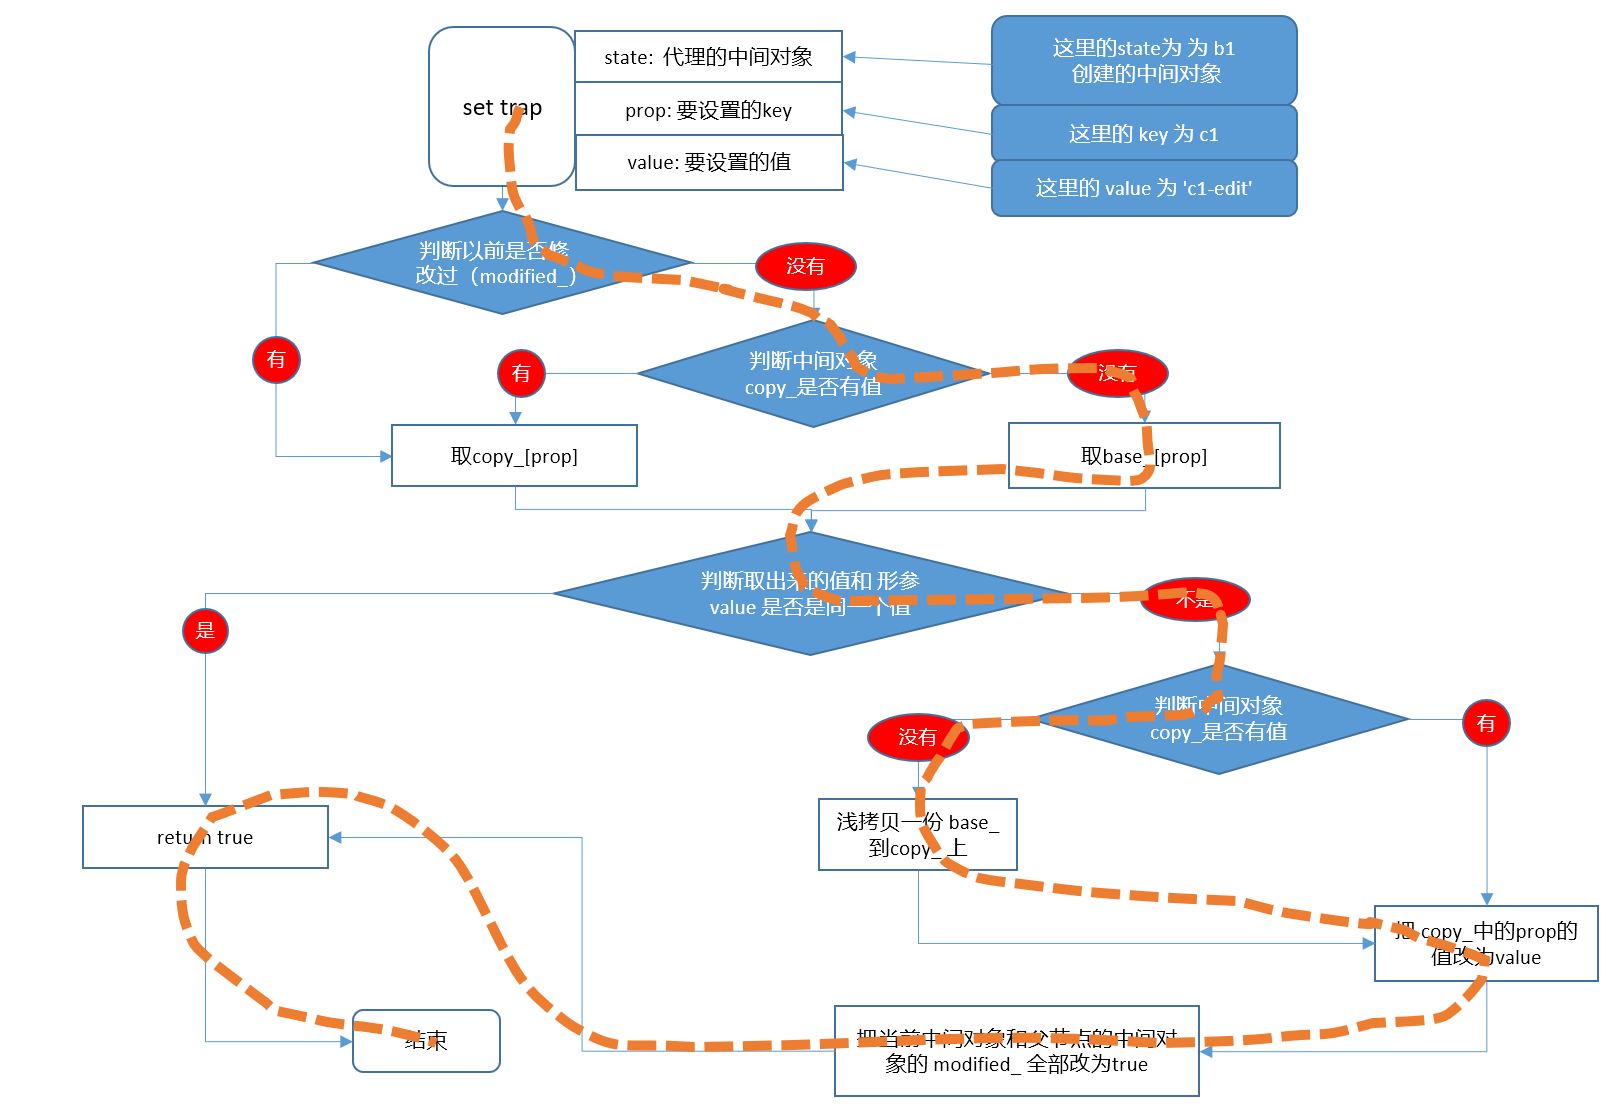 set trap
state: 代理的中间对象
prop: 要设置的key
value: 要设置的值
这里的state为 为 b1
创建的中间对象
这里的 key 为 c1
这里的 value 为 'c1-edit'
判断以前是否修
改过（modified_）
没有
有
判断中间对象
copy_是否有值
有
没有
取copy_[prop]
取base_[prop]
判断取出来的值和 形参
value 是否是同一个值
是
不是
判断中间对象
copy_是否有值
没有
有
浅拷贝一份 base_
到copy_ 上
return true
把 copy_中的prop的
值改为value
把当前中间对象和父节点的中间对
象的 modified_ 全部改为true
结束